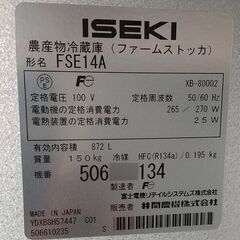 ISEKI
農産物冷蔵庫 (ファームストッカ)
形名 FSE14A
PS E Fe XB-80002
定格電圧 100 V 定格周波数 50/60 Hz
電動機の定格消費電力 265/270 W
電熱装置の定格消費電力 25 W
有効内容積 872 L
質量 150kg 冷媒 HFC(R134a)/0.195 kg
506 134
製造者 Fe
富士電機リテイルシステムズ株式会社
販売者 井関農機株式会社
MADE IN JAPAN
YDXBSH57447 C01
506610235 S